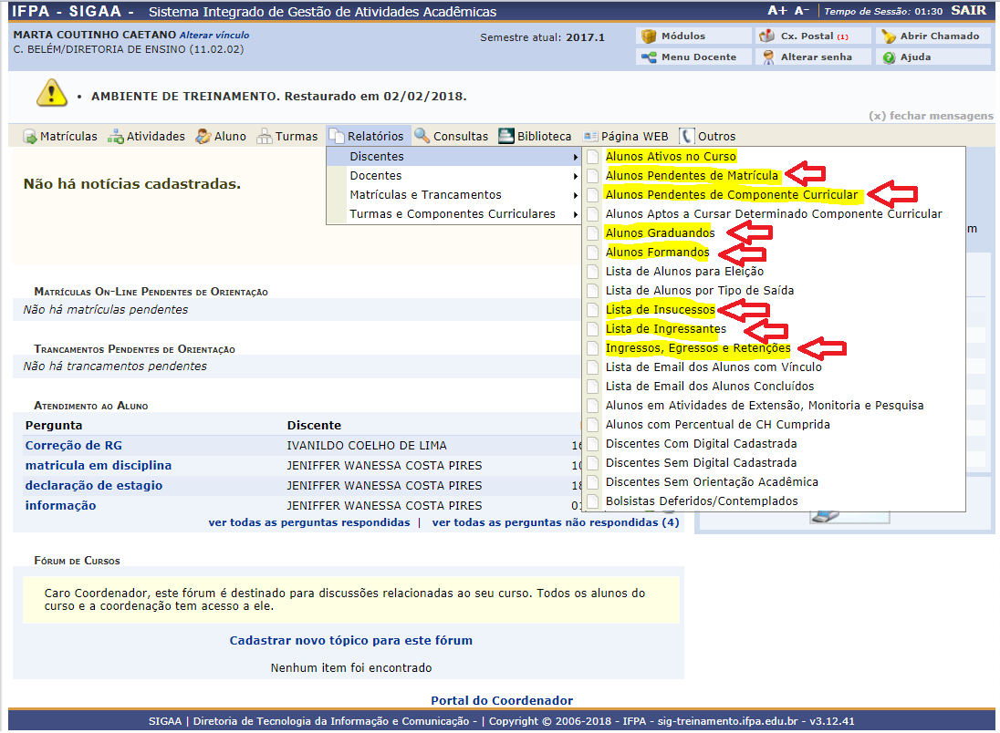 IFPA - SIGAA - Sistema Integrado de Gestão de Atividades Acadêmicas
A+ A- Tempo de Sessão: 01:30 SAIR
MARTA COUTINHO CAETANO Alterar vínculo
C. BELÉM/DIRETORIA DE ENSINO (11.02.02)
Semestre atual: 2017.1
Módulos
Cx. Postal (1)
Abrir Chamado
Menu Docente
Alterar senha
Ajuda
• AMBIENTE DE TREINAMENTO. Restaurado em 02/02/2018.
(x) fechar mensagens
Matrículas Atividades Aluno Turmas Relatórios Consultas Biblioteca Página WEB Outros
Discentes
Docentes
Matrículas e Trancamentos
Turmas e Componentes Curriculares
Alunos Ativos no Curso
Alunos Pendentes de Matrícula
Alunos Pendentes de Componente Curricular
Alunos Aptos a Cursar Determinado Componente Curricular
Alunos Graduandos
Alunos Formandos
Lista de Alunos para Eleição
Lista de Alunos por Tipo de Saída
Lista de Insucessos
Lista de Ingressantes
Ingressos, Egressos e Retenções
Lista de Email dos Alunos com Vínculo
Lista de Email dos Alunos Concluídos
Alunos em Atividades de Extensão, Monitoria e Pesquisa
Alunos com Percentual de CH Cumprida
Discentes Com Digital Cadastrada
Discentes Sem Digital Cadastrada
Discentes Sem Orientação Acadêmica
Bolsistas Deferidos/Contemplados
m
Não há notícias cadastradas.
Matrículas On-Line Pendentes de Orientação
Não há matrículas pendentes
Trancamentos Pendentes de Orientação
Não há trancamentos pendentes
Atendimento ao Aluno
Pergunta Discente
Correção de RG IVANILDO COELHO DE LIMA 16
matricula em disciplina JENIFFER WANESSA COSTA PIRES 10
declaração de estagio JENIFFER WANESSA COSTA PIRES 18
informação JENIFFER WANESSA COSTA PIRES 01
ver todas as perguntas respondidas | ver todas as perguntas não respondidas (4)
Fórum de Cursos
Caro Coordenador, este fórum é destinado para discussões relacionadas ao seu curso. Todos os alunos do
curso e a coordenação tem acesso a ele.
Cadastrar novo tópico para este fórum
Nenhum item foi encontrado
Portal do Coordenador
SIGAA | Diretoria de Tecnologia da Informação e Comunicação - | Copyright © 2006-2018 - IFPA - sig-treinamento.ifpa.edu.br - v3.12.41